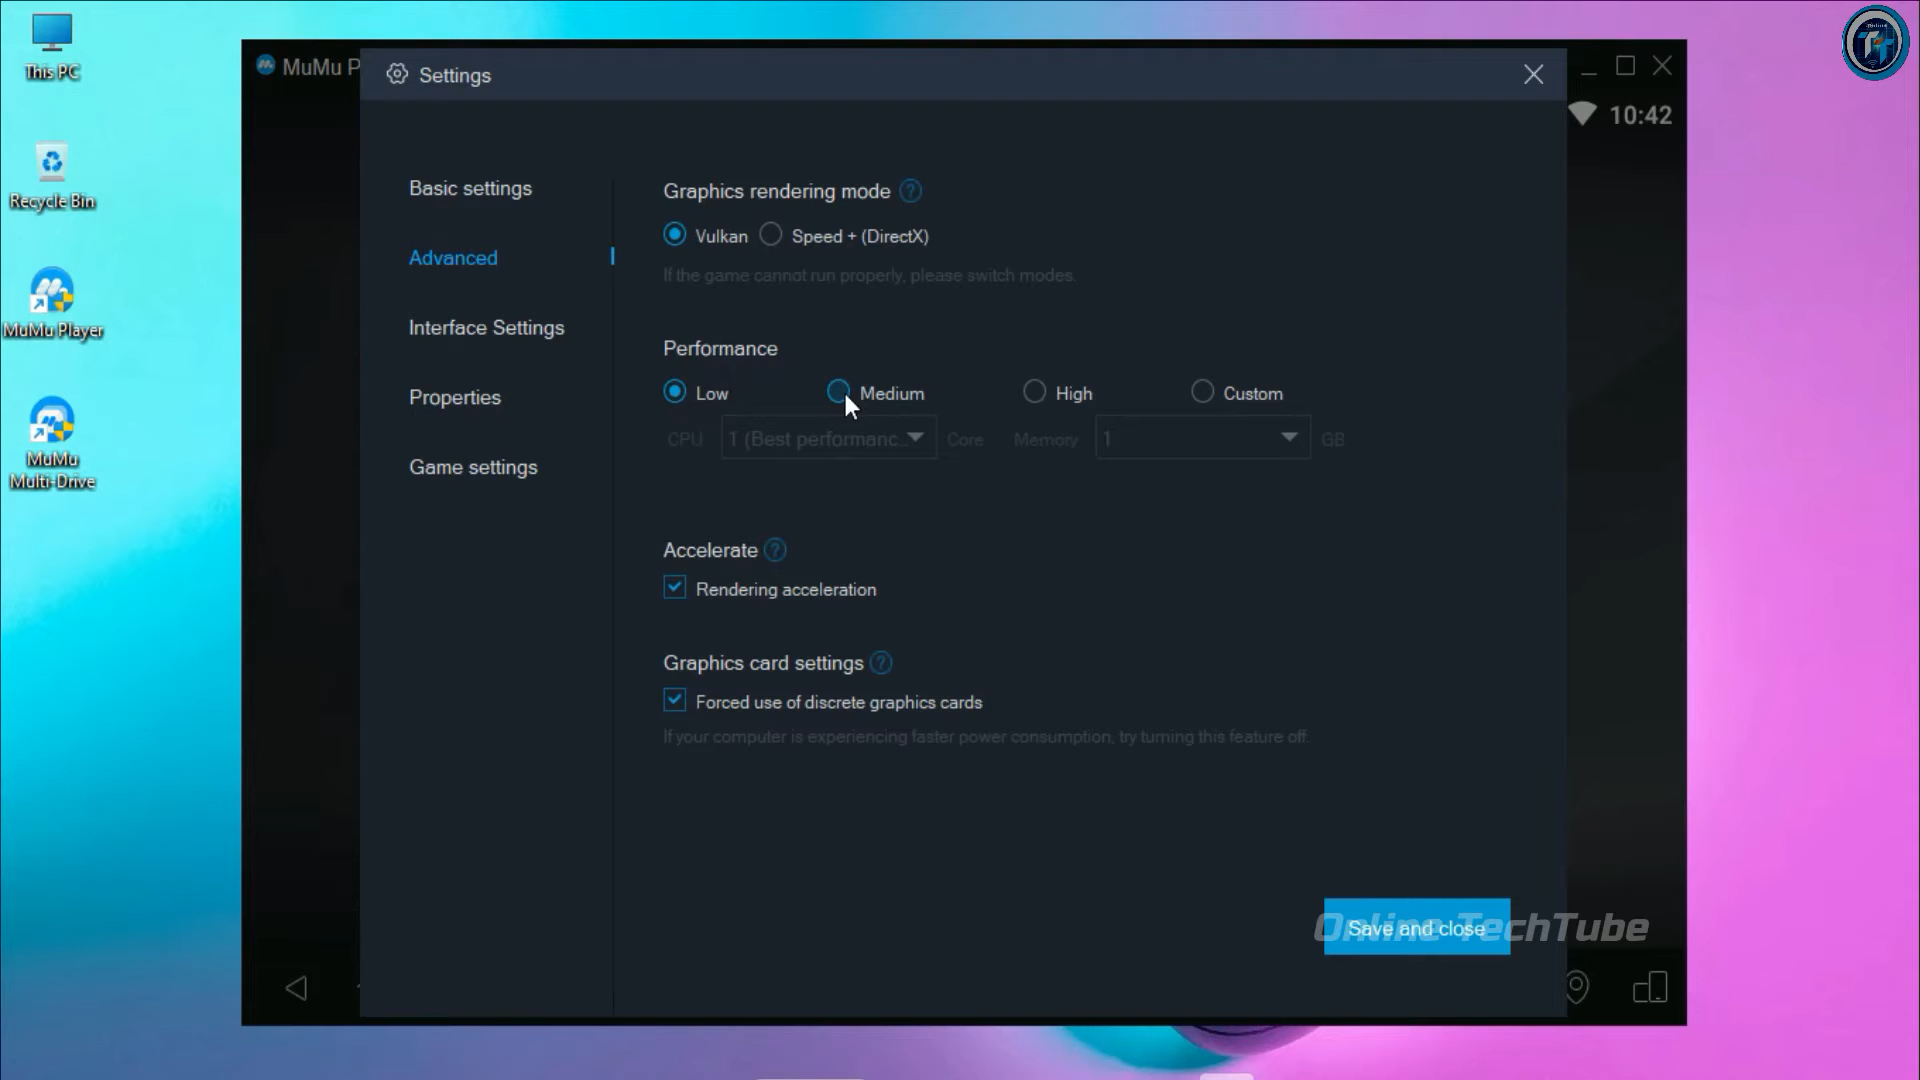 This PC
Recycle Bin
MuMu Player
MuMu
Multi-Drive
MuMu P
Settings
10:42
Basic settings
Advanced
Interface Settings
Properties
Game settings
Graphics rendering mode ?
Vulkan Speed + (DirectX)
If the game cannot run properly, please switch modes.
Performance
Low Medium High Custom
CPU 1 (Best performanc... Core Memory 1 GB
Accelerate ?
Rendering acceleration
Graphics card settings ?
Forced use of discrete graphics cards
If your computer is experiencing faster power consumption, try turning this feature off.
Save and close
Online TechTube